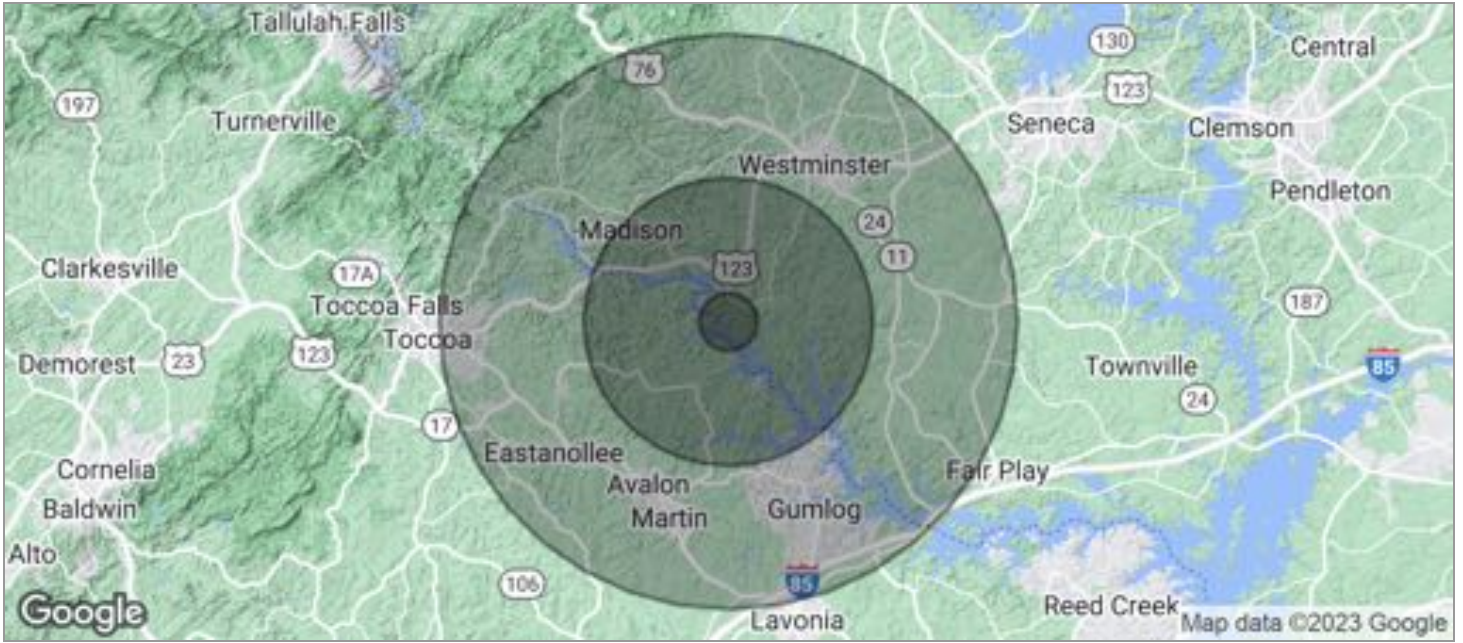 Tallulah Falls
76
130
Central
197
123
Turnerville
Seneca
Clemson
Westminster
Pendleton
24
Madison
11
Clarkesville
17A
123
Toccoa Falls
187
Toccoa
Demorest
23
123
Townville
85
24
17
Eastanollee
Cornelia
Fair Play
Avalon
Baldwin
Martin
Gumlog
Alto
106
85
Google
Lavonia
Reed Creek
Map data ©2023 Google